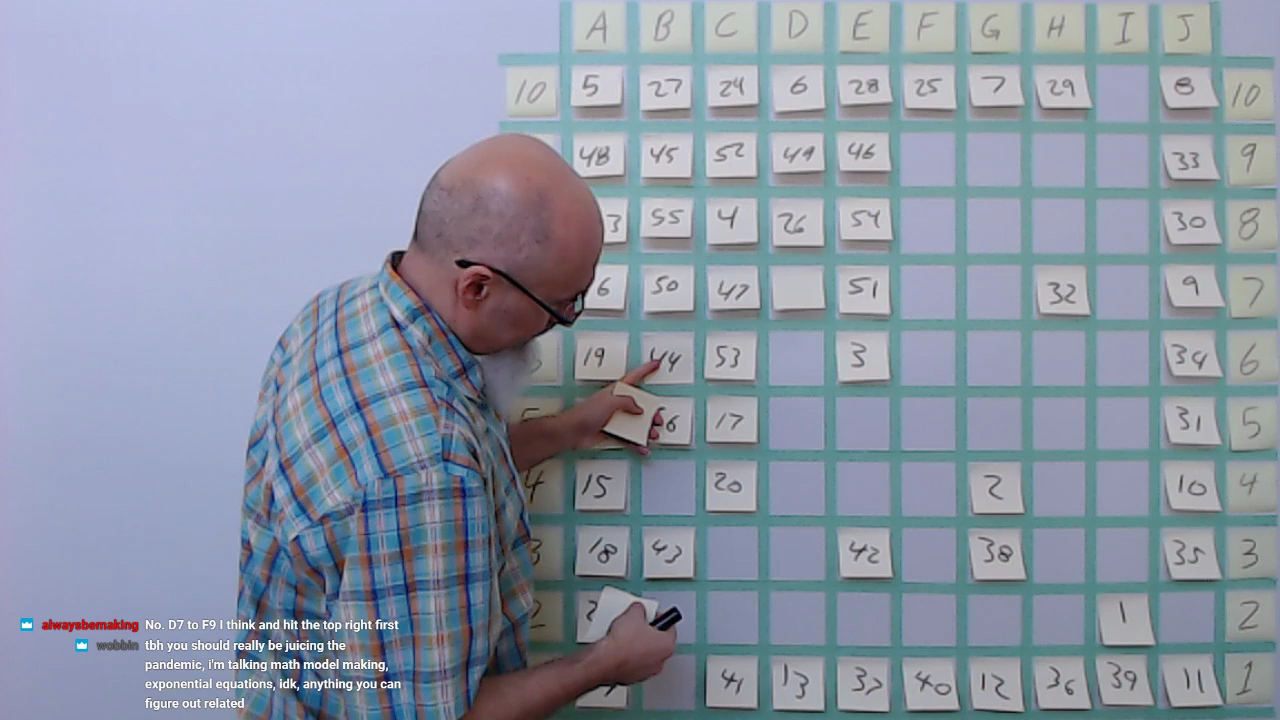 A B C D E F G H I J
10 5 27 24 6 28 25 7 29 8 10
48 45 52 49 46 33 9
3 55 4 26 54 30 8
6 50 47 51 32 9 7
19 44 53 3 34 6
6 17 31 5
4 15 20 2 10 4
3 18 43 42 38 35 3
2 2 1 2
41 13 37 40 12 36 39 11 1
alwaysbemaking No. D7 to F9 I think and hit the top right first
wobbin tbh you should really be juicing the
pandemic, i'm talking math model making,
exponential equations, idk, anything you can
figure out related